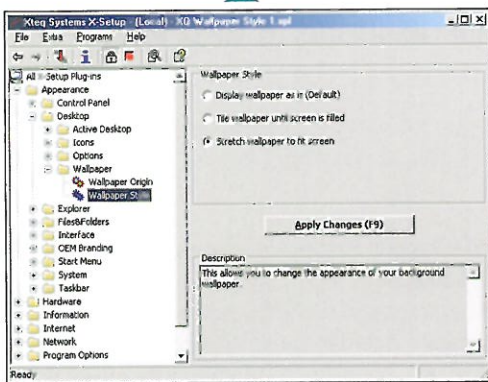 Xteq Systems X-Setup - (Local) - XQ Wallpaper Style 1.xpl
File Extra Programs Help
All X-Setup Plug-ins
Appearance
Control Panel
Desktop
Active Desktop
Icons
Options
Wallpaper
Wallpaper Origin
Wallpaper Style
Explorer
Files&Folders
Interface
OEM Branding
Start Menu
System
Taskbar
Hardware
Information
Internet
Network
Program Options
Wallpaper Style
Display wallpaper as in (Default)
Tile wallpaper until screen is filled
Stretch wallpaper to fit screen
Apply Changes (F9)
Description
This allows you to change the appearance of your background
wallpaper.
Ready